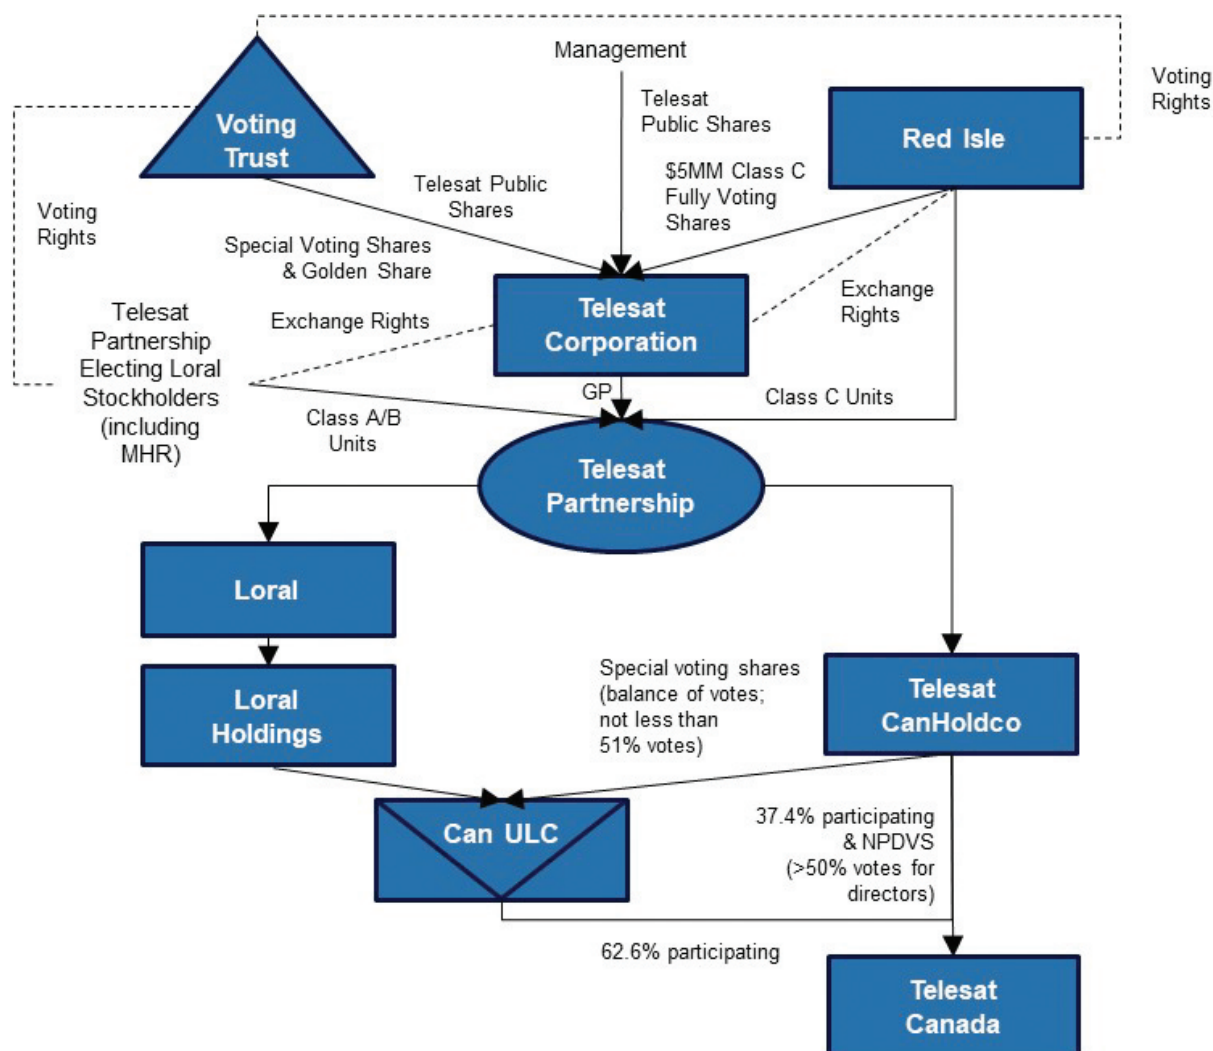 Management
Voting
Rights
Voting
Trust
Telesat
Public Shares
Red Isle
Telesat Public
Shares
$5MM Class C
Fully Voting
Shares
Voting
Rights
Special Voting Shares
& Golden Share
Exchange
Rights
Telesat
Partnership
Electing Loral
Stockholders
(including
MHR)
Exchange Rights
Telesat
Corporation
GP
Class C Units
Class A/B
Units
Telesat
Partnership
Loral
Loral
Holdings
Special voting shares
(balance of votes;
not less than
51% votes)
Telesat
CanHoldco
Can ULC
37.4% participating
& NPDVS
(>50% votes for
directors)
62.6% participating
Telesat
Canada